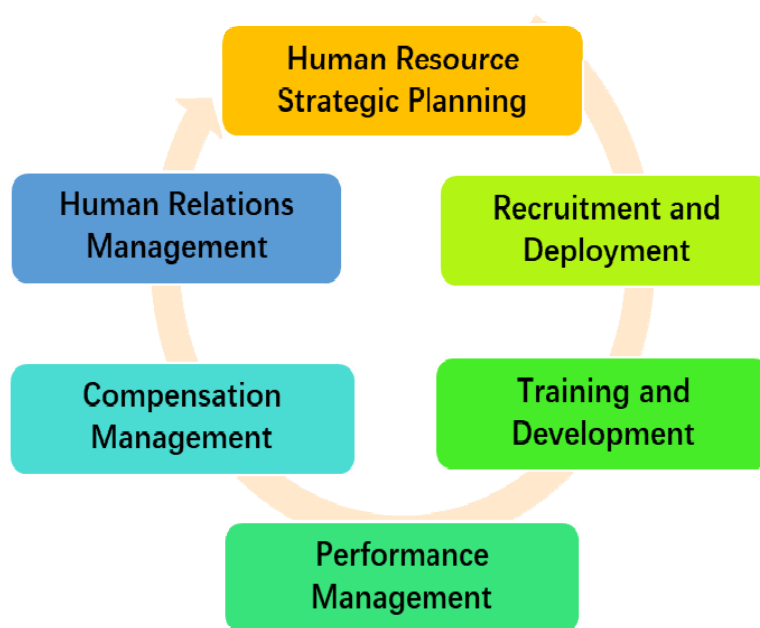 Human Resource
Strategic Planning
Recruitment and
Deployment
Training and
Development
Performance
Management
Compensation
Management
Human Relations
Management